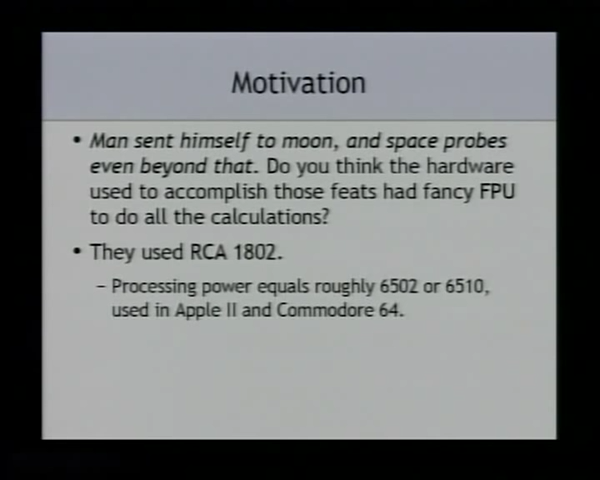 Motivation
• Man sent himself to moon, and space probes
even beyond that. Do you think the hardware
used to accomplish those feats had fancy FPU
to do all the calculations?
• They used RCA 1802.
– Processing power equals roughly 6502 or 6510,
used in Apple II and Commodore 64.